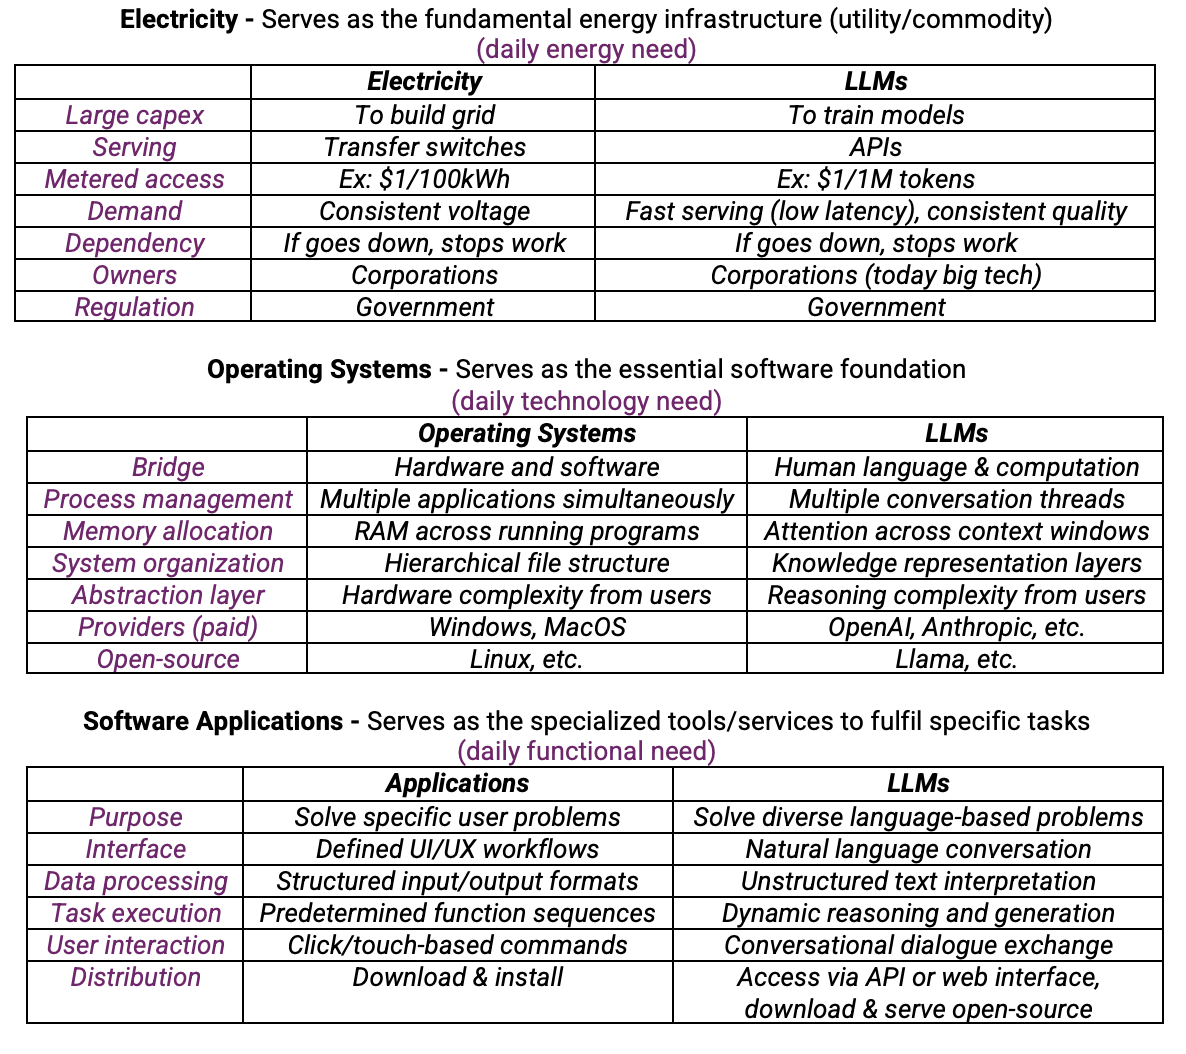 Electricity - Serves as the fundamental energy infrastructure (utility/commodity)
(daily energy need)
Electricity LLMs
Large capex To build grid To train models
Serving Transfer switches APIs
Metered access Ex: $1/100kWh Ex: $1/1M tokens
Demand Consistent voltage Fast serving (low latency), consistent quality
Dependency If goes down, stops work If goes down, stops work
Owners Corporations Corporations (today big tech)
Regulation Government Government
Operating Systems - Serves as the essential software foundation
(daily technology need)
Operating Systems LLMs
Bridge Hardware and software Human language & computation
Process management Multiple applications simultaneously Multiple conversation threads
Memory allocation RAM across running programs Attention across context windows
System organization Hierarchical file structure Knowledge representation layers
Abstraction layer Hardware complexity from users Reasoning complexity from users
Providers (paid) Windows, MacOS OpenAI, Anthropic, etc.
Open-source Linux, etc. Llama, etc.
Software Applications - Serves as the specialized tools/services to fulfil specific tasks
(daily functional need)
Applications LLMs
Purpose Solve specific user problems Solve diverse language-based problems
Interface Defined UI/UX workflows Natural language conversation
Data processing Structured input/output formats Unstructured text interpretation
Task execution Predetermined function sequences Dynamic reasoning and generation
User interaction Click/touch-based commands Conversational dialogue exchange
Distribution Download & install Access via API or web interface,
download & serve open-source